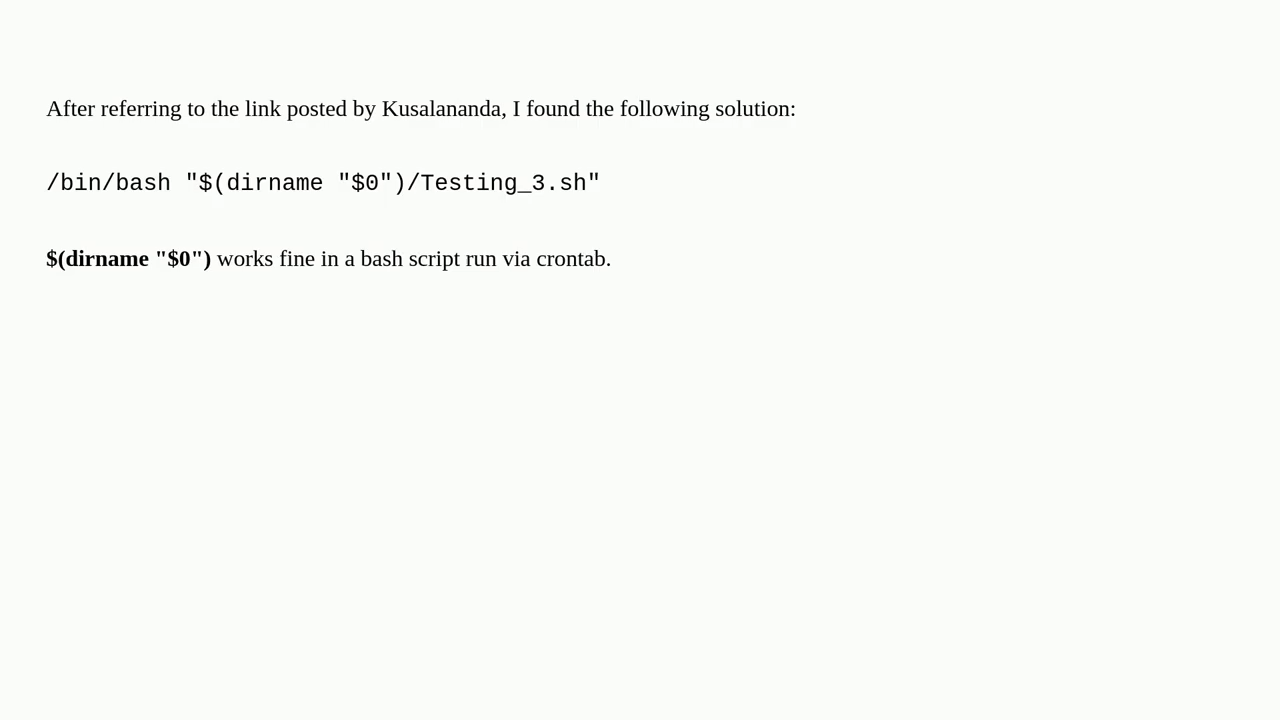 After referring to the link posted by Kusalananda, I found the following solution:
/bin/bash "$(dirname "$0")/Testing_3.sh"
$(dirname "$0") works fine in a bash script run via crontab.